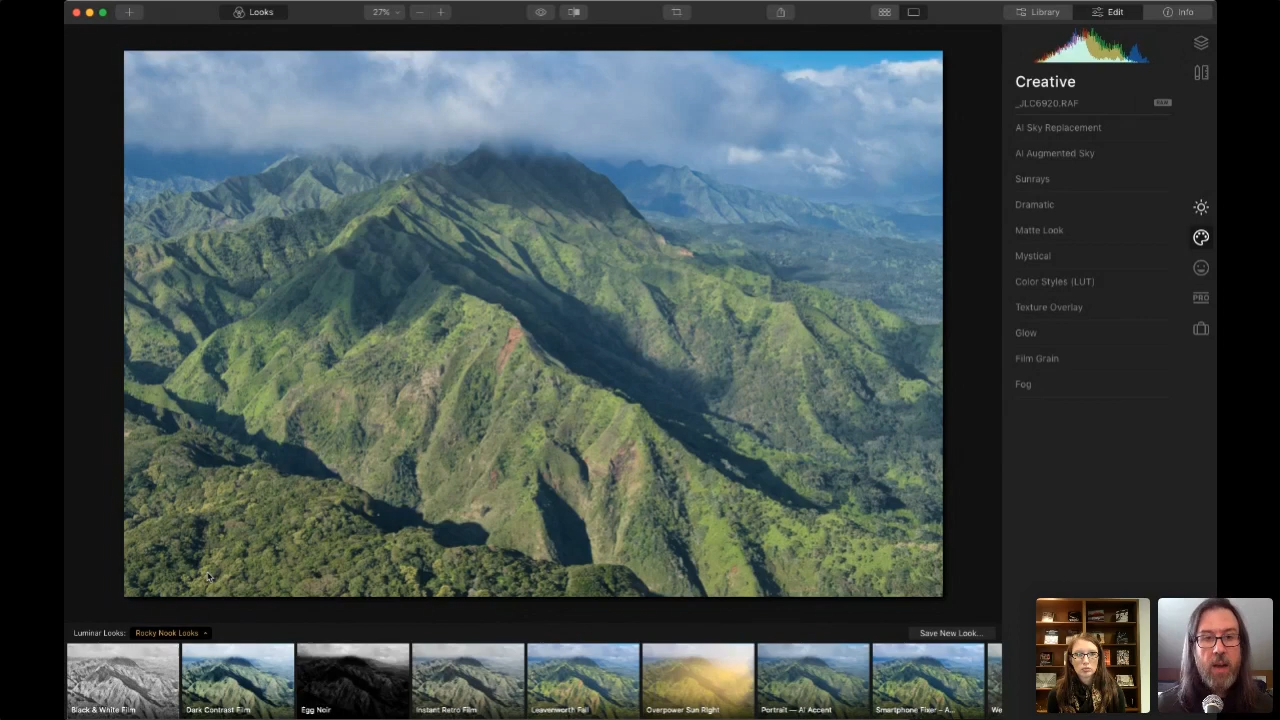 Looks
27%
Library
Edit
Info
Creative
_JLC6920.RAF
RAW
AI Sky Replacement
AI Augmented Sky
Sunrays
Dramatic
Matte Look
Mystical
Color Styles (LUT)
Texture Overlay
Glow
Film Grain
Fog
PRO
Luminar Looks: Rocky Nook Looks
Save New Look...
Black & White Film
Dark Contrast Film
Egg Noir
Instant Retro Film
Leavenworth Fall
Overpower Sun Right
Portrait — AI Accent
Smartphone Fixer – A...
We